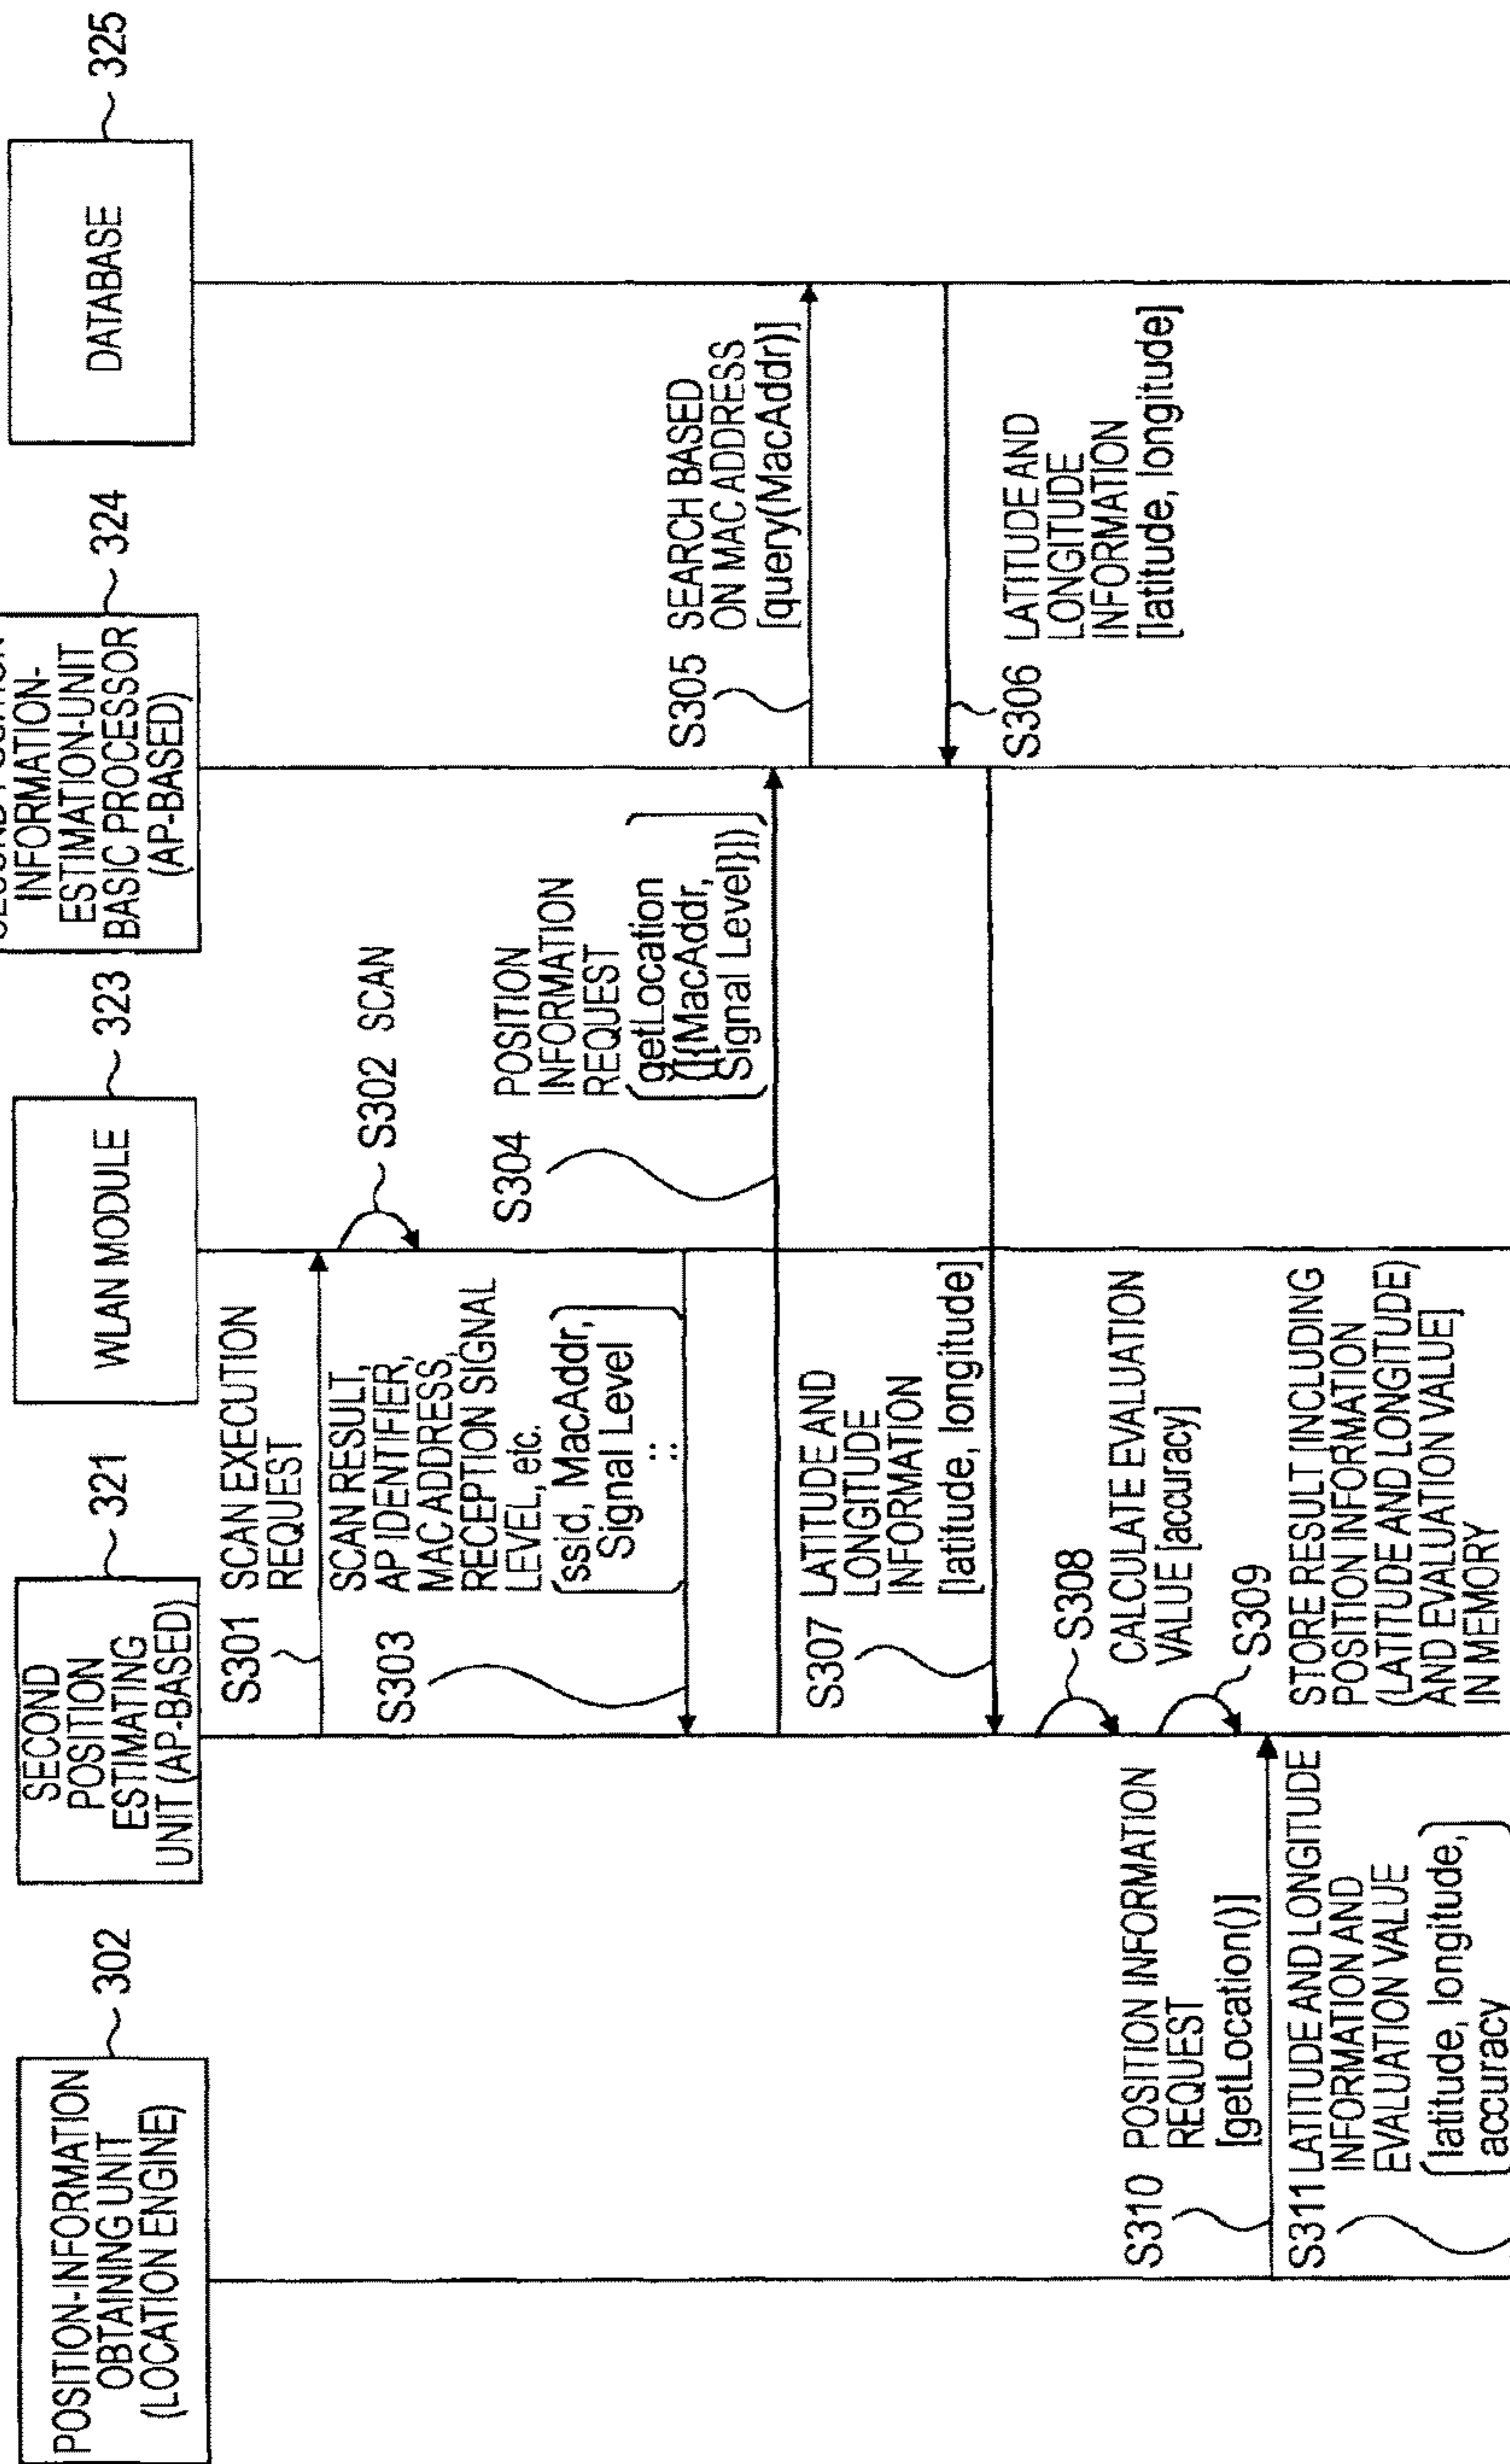 POSITION-INFORMATION
OBTAINING UNIT
(LOCATION ENGINE)
302
SECOND
POSITION
ESTIMATING
UNIT (AP-BASED)
321
WLAN MODULE
323
INFORMATION-
ESTIMATION-UNIT
BASIC PROCESSOR
(AP-BASED)
324
DATABASE
325
S301 SCAN EXECUTION
REQUEST
S302 SCAN
S303
SCAN RESULT,
AP IDENTIFIER,
MAC ADDRESS,
RECEPTION SIGNAL
LEVEL, etc.
(ssid, MacAddr,
Signal Level
: :)
S304
POSITION
INFORMATION
REQUEST
(getLocation
([{MacAddr,
Signal Level}]))
S305 SEARCH BASED
ON MAC ADDRESS
[query(MacAddr)]
S306 LATITUDE AND
LONGITUDE
INFORMATION
[latitude, longitude]
S307 LATITUDE AND
LONGITUDE
INFORMATION
[latitude, longitude]
S308
CALCULATE EVALUATION
VALUE [accuracy]
S309
STORE RESULT [INCLUDING
POSITION INFORMATION
(LATITUDE AND LONGITUDE)
AND EVALUATION VALUE]
IN MEMORY
S310 POSITION INFORMATION
REQUEST
[getLocation()]
S311 LATITUDE AND LONGITUDE
INFORMATION AND
EVALUATION VALUE
(latitude, longitude,
accuracy)